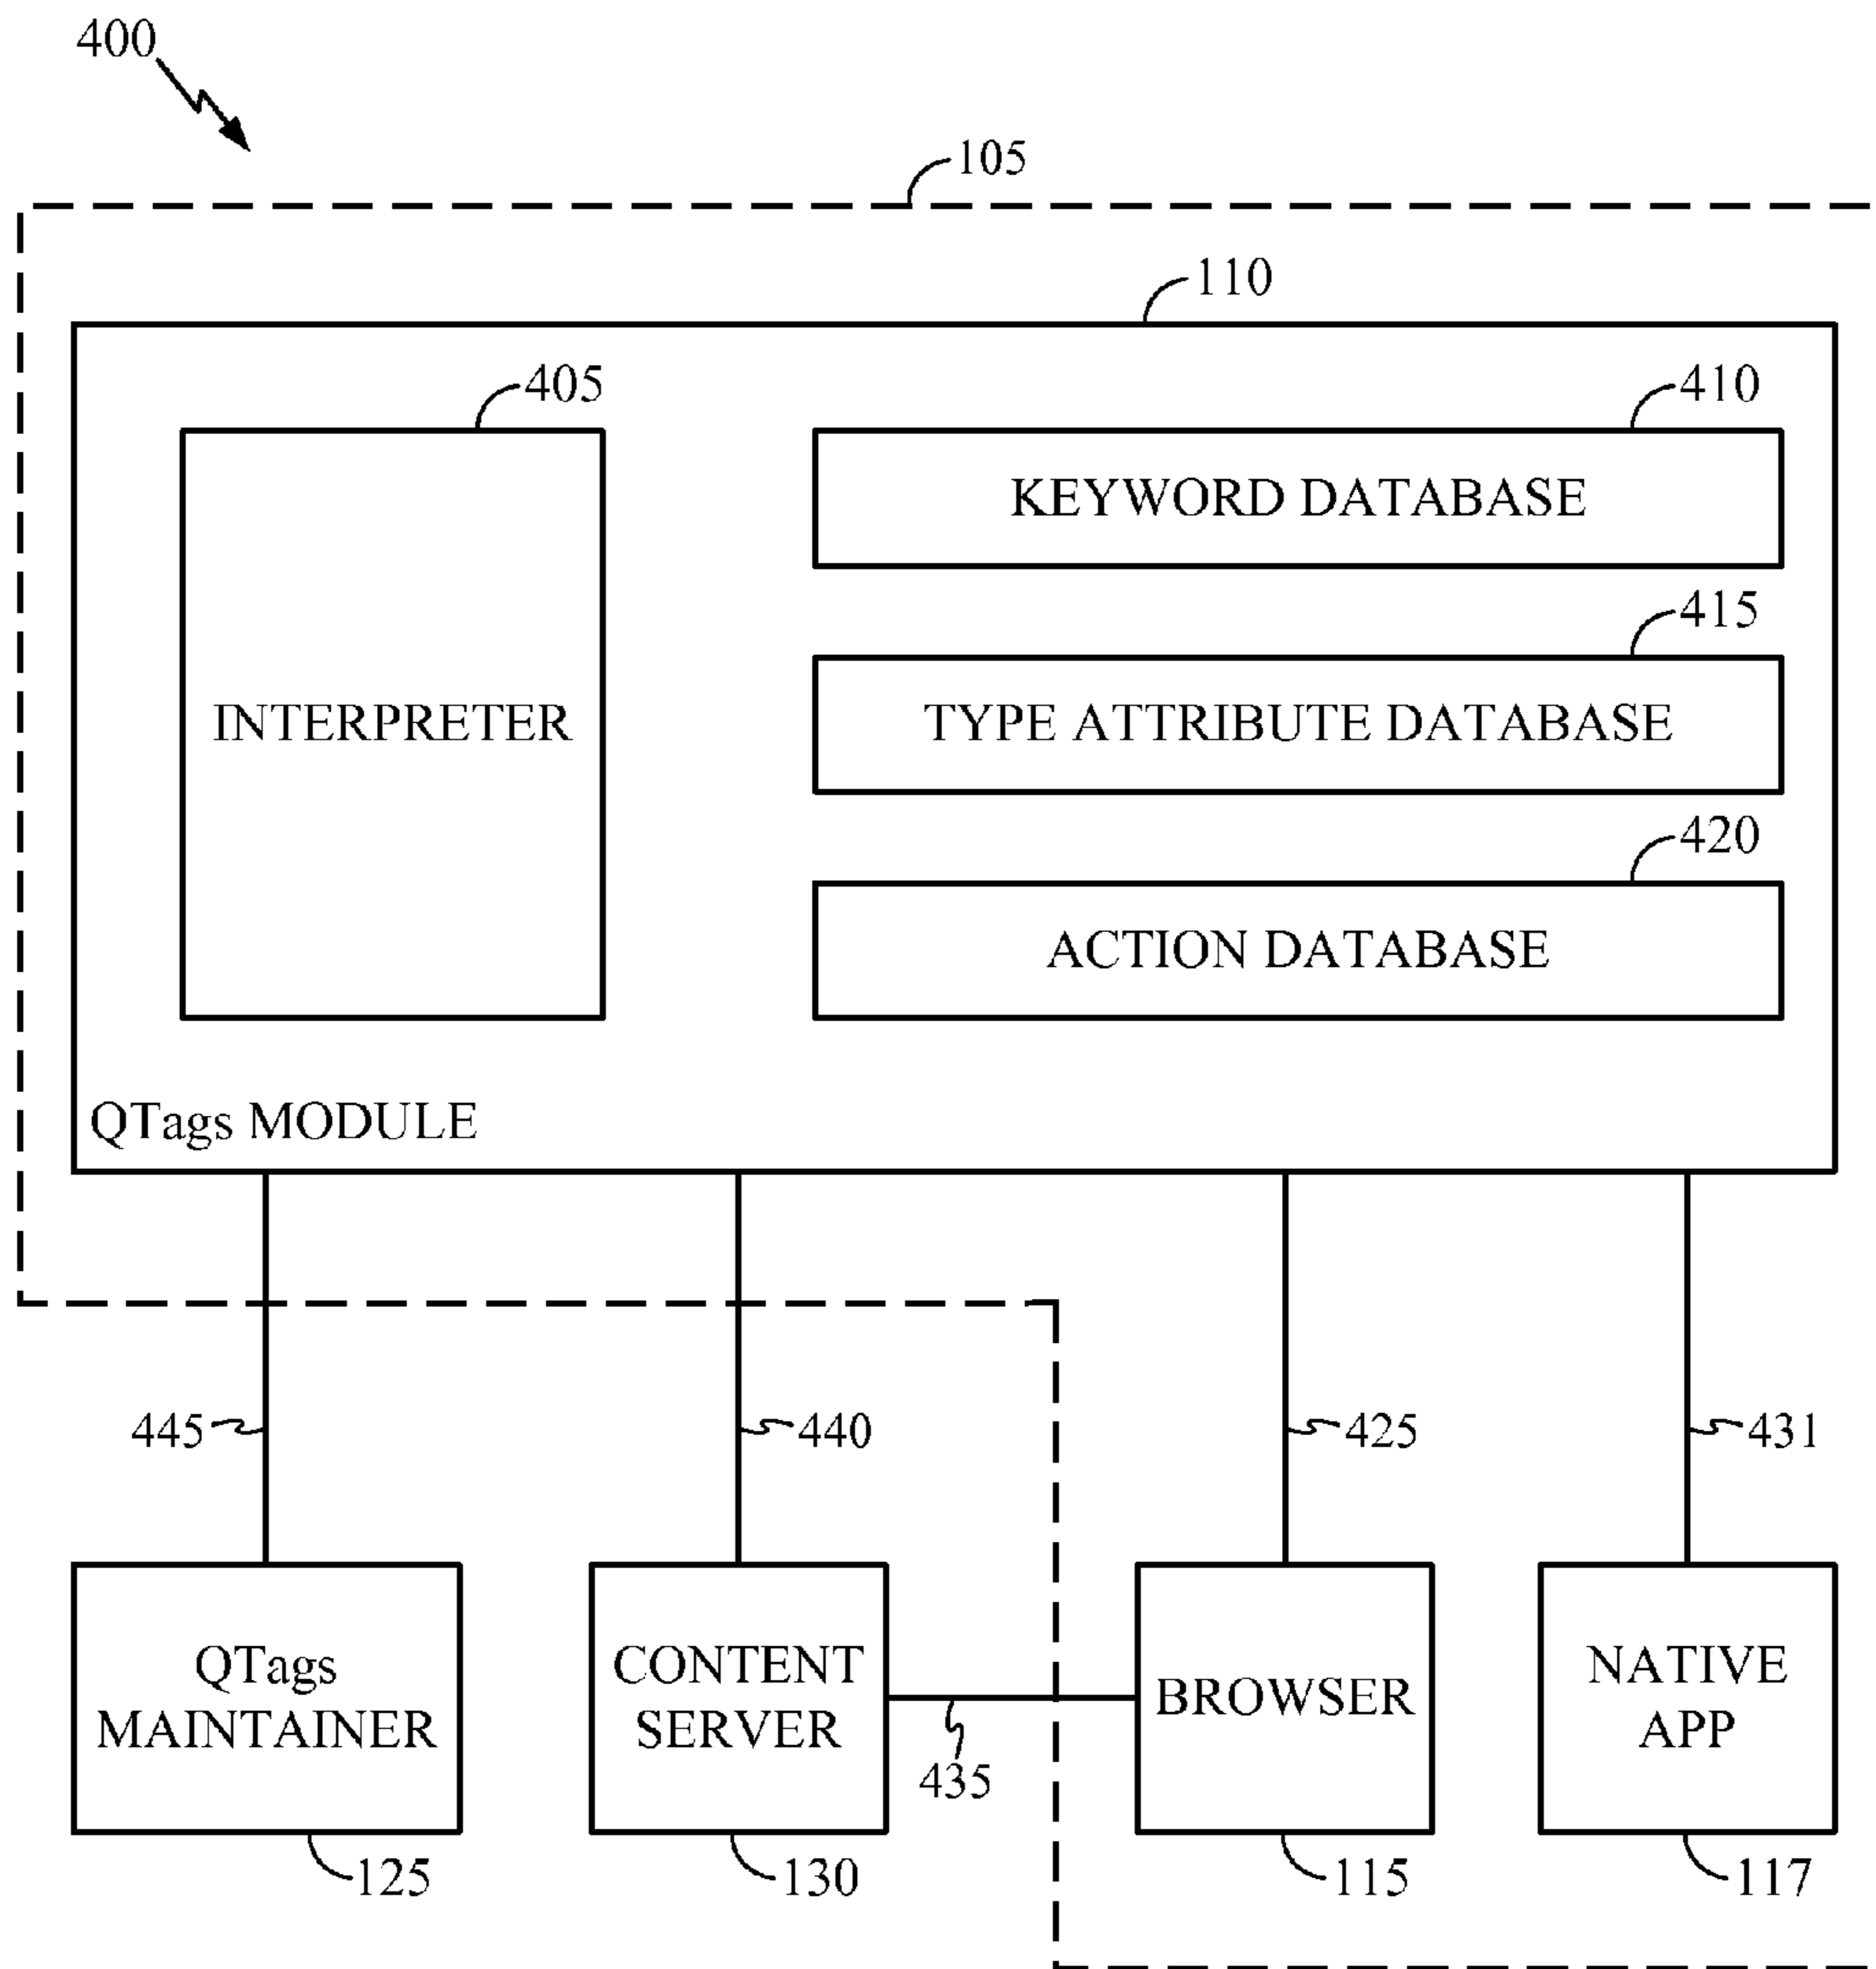 400
105
110
405
410
KEYWORD DATABASE
415
INTERPRETER
TYPE ATTRIBUTE DATABASE
420
ACTION DATABASE
QTags MODULE
445
440
425
431
QTags
MAINTAINER
CONTENT
SERVER
BROWSER
NATIVE
APP
435
125
130
115
117